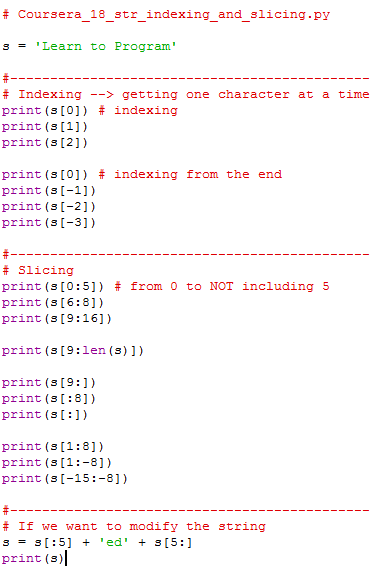 # Coursera_18_str_indexing_and_slicing.py
s = 'Learn to Program'
#---------------------------------------------
# Indexing --> getting one character at a time
print(s[0]) # indexing
print(s[1])
print(s[2])
print(s[0]) # indexing from the end
print(s[-1])
print(s[-2])
print(s[-3])
#---------------------------------------------
# Slicing
print(s[0:5]) # from 0 to NOT including 5
print(s[6:8])
print(s[9:16])
print(s[9:len(s)])
print(s[9:])
print(s[:8])
print(s[:])
print(s[1:8])
print(s[1:-8])
print(s[-15:-8])
#---------------------------------------------
# If we want to modify the string
s = s[:5] + 'ed' + s[5:]
print(s)